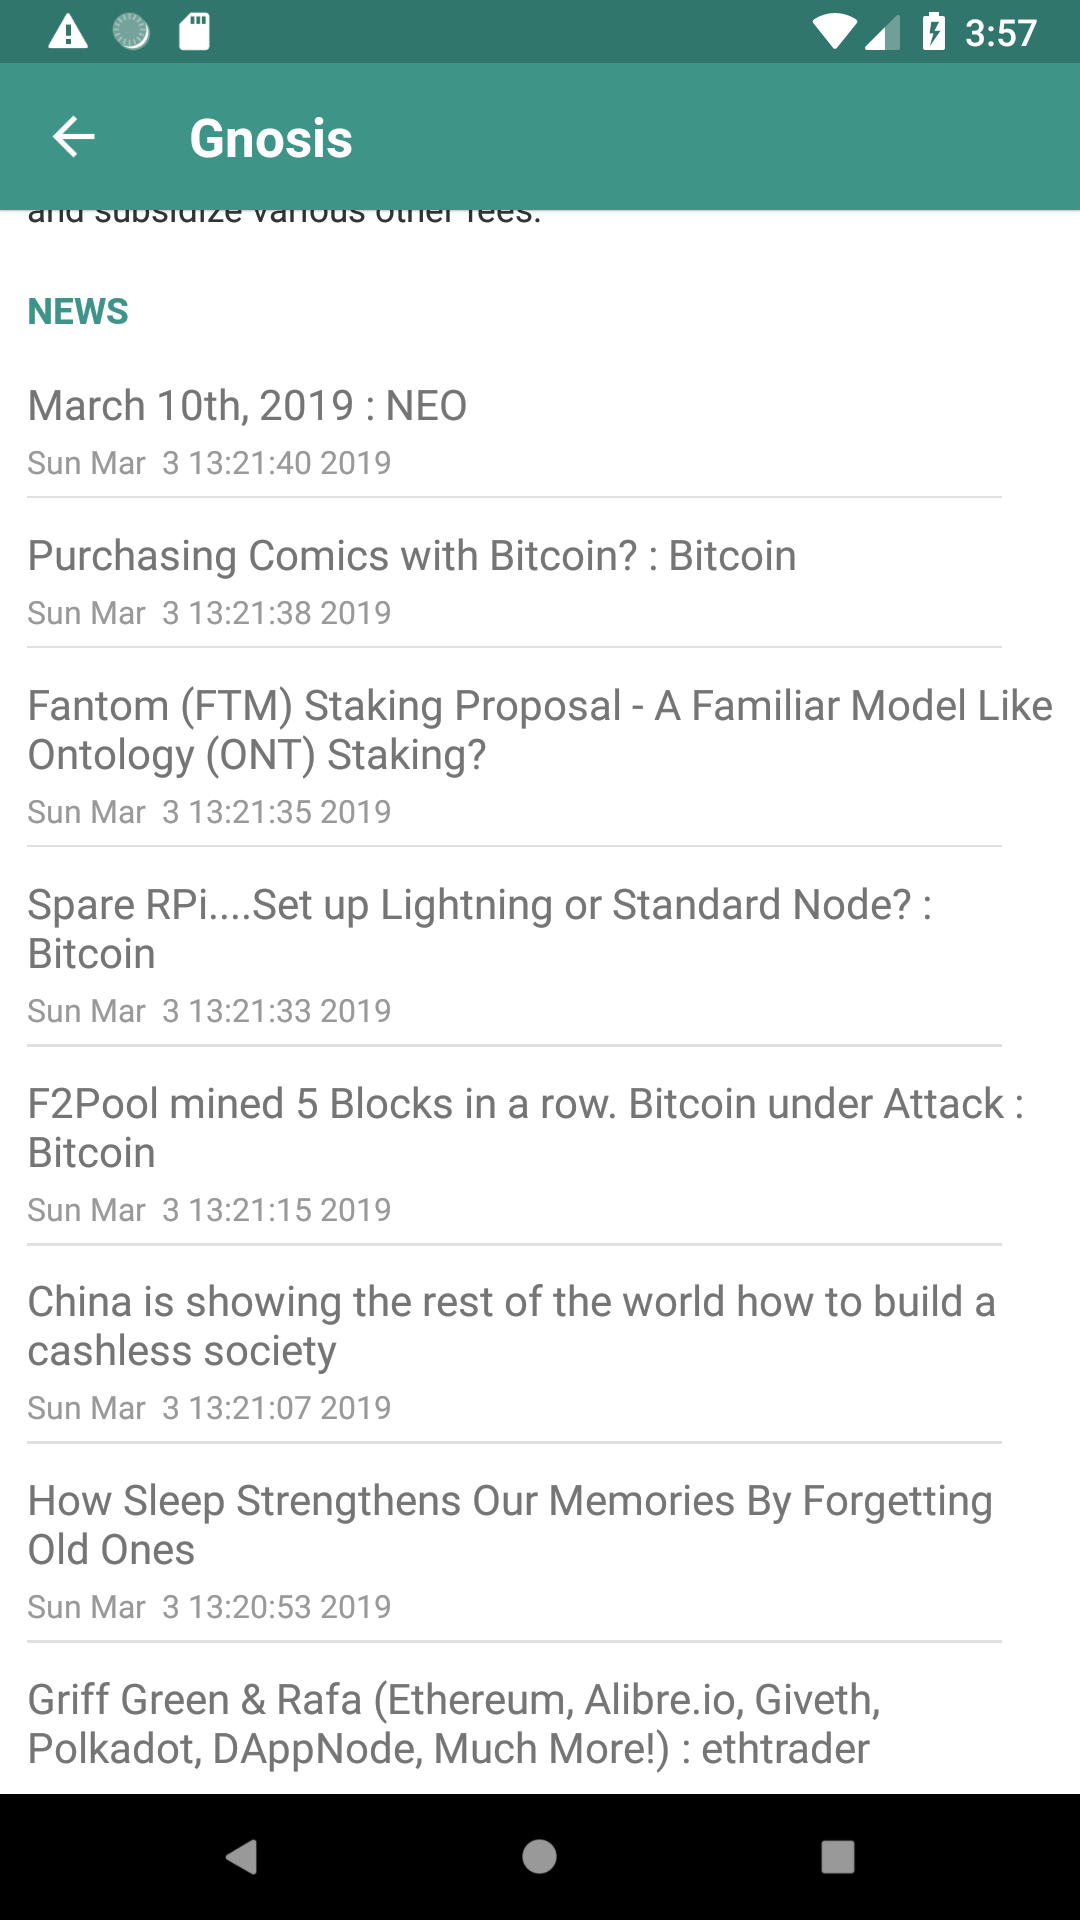 3:57
Gnosis
and subsidize various other fees.
NEWS
March 10th, 2019 : NEO
Sun Mar  3 13:21:40 2019
Purchasing Comics with Bitcoin? : Bitcoin
Sun Mar  3 13:21:38 2019
Fantom (FTM) Staking Proposal - A Familiar Model Like
Ontology (ONT) Staking?
Sun Mar  3 13:21:35 2019
Spare RPi....Set up Lightning or Standard Node? :
Bitcoin
Sun Mar  3 13:21:33 2019
F2Pool mined 5 Blocks in a row. Bitcoin under Attack :
Bitcoin
Sun Mar  3 13:21:15 2019
China is showing the rest of the world how to build a
cashless society
Sun Mar  3 13:21:07 2019
How Sleep Strengthens Our Memories By Forgetting
Old Ones
Sun Mar  3 13:20:53 2019
Griff Green & Rafa (Ethereum, Alibre.io, Giveth,
Polkadot, DAppNode, Much More!) : ethtrader